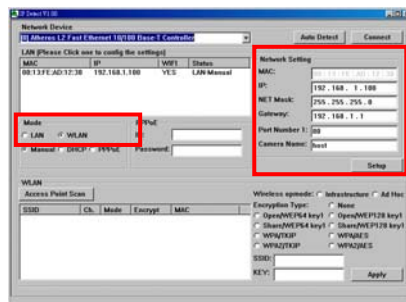 IP Detect V1.00
Network Device
[0] Atheros L2 Fast Ethernet 10/100 Base-T Controller
Auto Detect
Connect
LAN (Please Click one to config the settings)
MAC IP WIFI Status
00:13:FE:AD:12:30 192.168.1.100 YES LAN-Manual
Network Setting
MAC:
IP: 192.168. 1 .100
NET Mask: 255.255.255. 0
Gateway: 192.168. 1 . 1
Port Number 1: 80
Camera Name: host
Setup
Mode
LAN WLAN
Manual DHCP PPPoE
PPPoE
Password:
WLAN
Access Point Scan
SSID Ch. Mode Encrypt MAC
Wireless opmode: Infrastructure Ad Hoc
Encryption Type: None
Open/WEP64 key1 Open/WEP128 key1
Share/WEP64 key1 Share/WEP128 key1
WPA/TKIP WPA/AES
WPA2/TKIP WPA2/AES
SSID:
KEY:
Apply